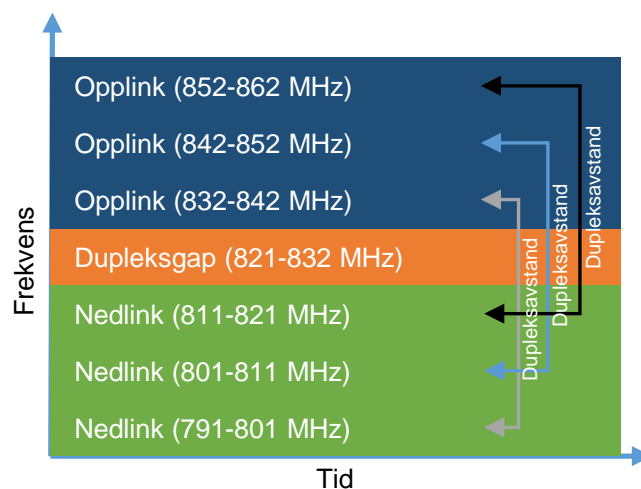 Opplink (852-862 MHz)
Opplink (842-852 MHz)
Opplink (832-842 MHz)
Dupleksgap (821-832 MHz)
Nedlink (811-821 MHz)
Nedlink (801-811 MHz)
Nedlink (791-801 MHz)
Dupleksavstand
Dupleksavstand
Dupleksavstand
Frekvens
Tid